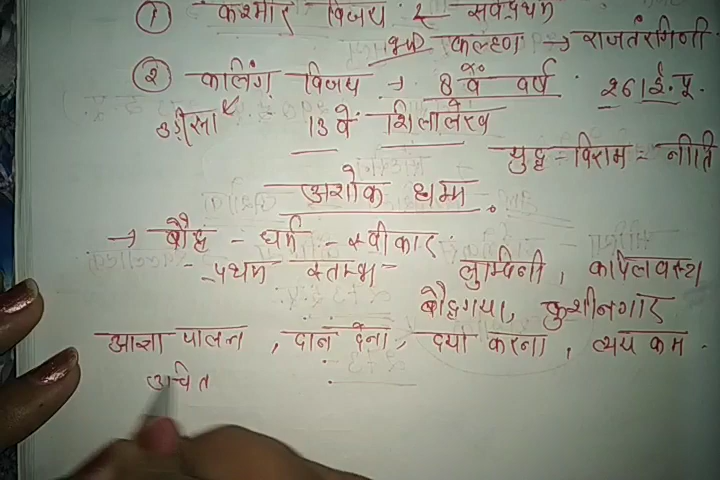 ① कश्मीर विजय ⇒ सर्वप्रथम
कल्हण → राजतरंगिणी
② कलिंग विजय → 8 वें वर्ष 261 ई.पू.
उड़ीसा 13 वें शिलालेख
युद्ध - विराम = नीति
अशोक धम्म
→ बौद्ध - धर्म - स्वीकार
- प्रथम स्तम्भ - लुम्बिनी, कपिलवस्तु
बौद्धगया, कुशीनगर
आज्ञा पालन, दान देना, दया करना, व्यय कम
उचित